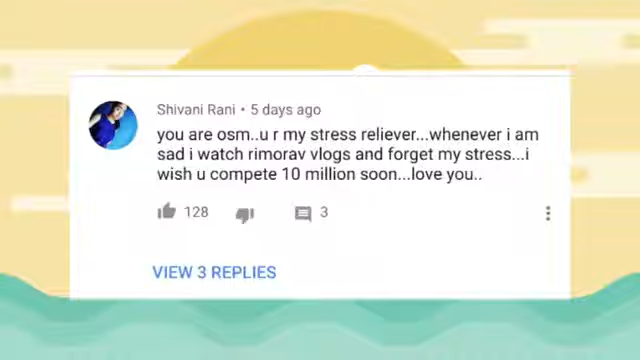 Shivani Rani • 5 days ago
you are osm..u r my stress reliever...whenever i am
sad i watch rimorav vlogs and forget my stress...i
wish u compete 10 million soon...love you..
128 3
VIEW 3 REPLIES